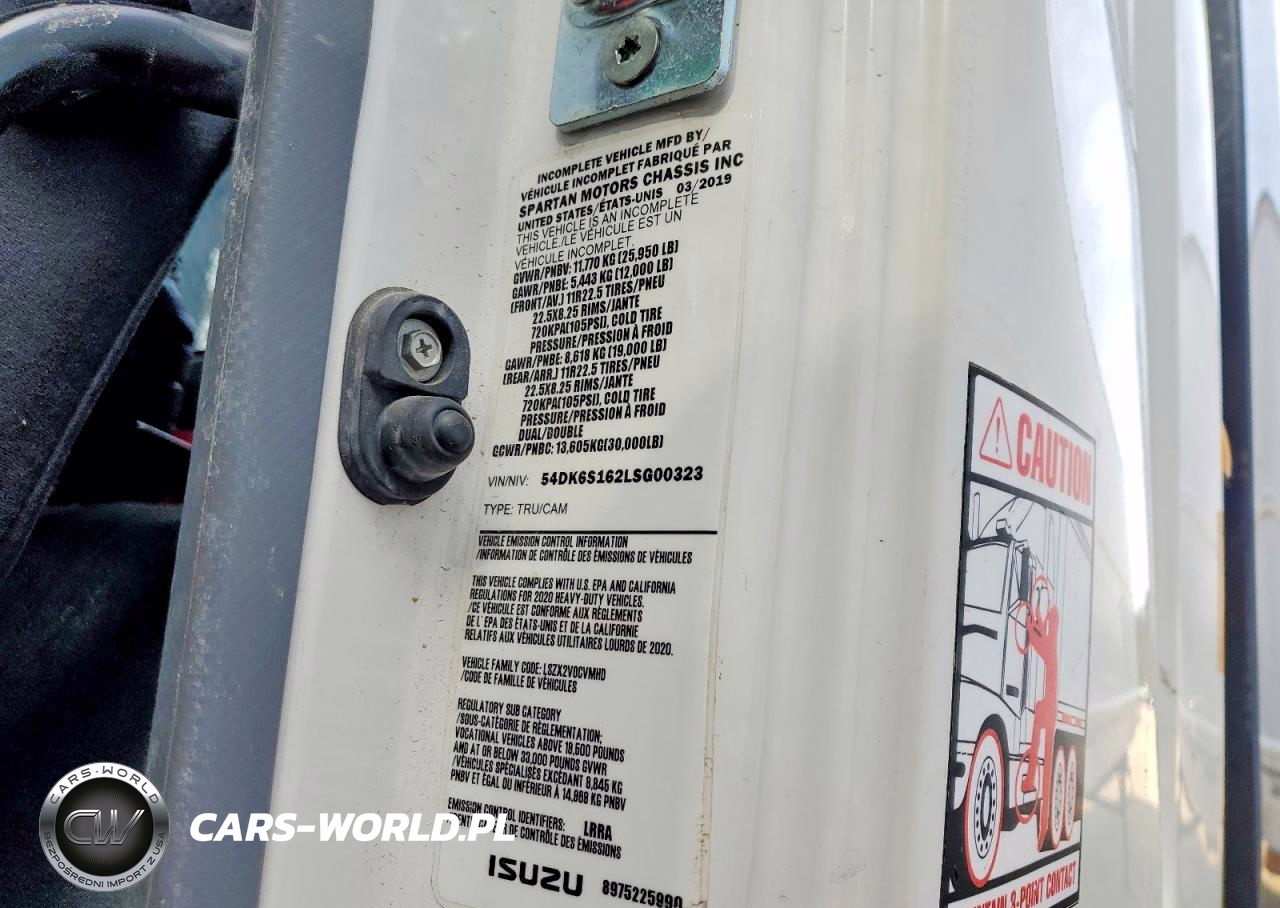 INCOMPLETE VEHICLE MFD BY/
VÉHICULE INCOMPLET FABRIQUÉ PAR
SPARTAN MOTORS CHASSIS INC
UNITED STATES/ÉTATS-UNIS 03/2019
THIS VEHICLE IS AN INCOMPLETE
VEHICLE./LE VÉHICULE EST UN
VÉHICULE INCOMPLET.
GVWR/PNBV: 11,770 KG (25,950 LB)
GAWR/PNBE: 5,443 KG (12,000 LB)
(FRONT/AV.) 11R22.5 TIRES/PNEU
22.5X8.25 RIMS/JANTE
720KPA(105PSI), COLD TIRE
PRESSURE/PRESSION À FROID
GAWR/PNBE: 8,618 KG (19,000 LB)
(REAR/ARR.) 11R22.5 TIRES/PNEU
22.5X8.25 RIMS/JANTE
720KPA(105PSI), COLD TIRE
PRESSURE/PRESSION À FROID
DUAL/DOUBLE
GCWR/PNBC: 13,605KG(30,000LB)
VIN/NIV: 54DK6S162LSG00323
TYPE: TRU/CAM
VEHICLE EMISSION CONTROL INFORMATION
/INFORMATION DE CONTRÔLE DES ÉMISSIONS DE VÉHICULES
THIS VEHICLE COMPLIES WITH U.S. EPA AND CALIFORNIA
REGULATIONS FOR 2020 HEAVY-DUTY VEHICLES.
/CE VÉHICULE EST CONFORME AUX RÈGLEMENTS
DE L'EPA DES ÉTATS-UNIS ET DE LA CALIFORNIE
RELATIFS AUX VÉHICULES UTILITAIRES LOURDS DE 2020.
VEHICLE FAMILY CODE: LSZX2VOCVMHD
/CODE DE FAMILLE DE VÉHICULES
REGULATORY SUB CATEGORY
/SOUS-CATÉGORIE DE RÈGLEMENTATION:
VOCATIONAL VEHICLES ABOVE 19,500 POUNDS
AND AT OR BELOW 33,000 POUNDS GVWR
/VÉHICULES SPÉCIALISÉS EXCÉDANT 8,845 KG
PNBV ET ÉGAL OU INFÉRIEUR À 14,969 KG PNBV
EMISSION CONTROL IDENTIFIERS: LRRA
DE CONTRÔLE DES ÉMISSIONS
ISUZU 8975225990
CAUTION
3-POINT CONTACT
CARS-WORLD
CW
BEZPOŚREDNI IMPORT Z USA
CARS-WORLD.PL